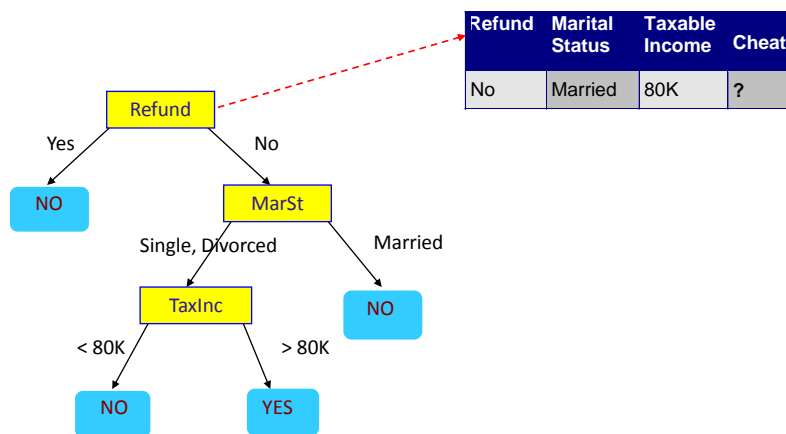 Refund Marital Status Taxable Income Cheat
No Married 80K ?
Refund
Yes No
NO MarSt
Single, Divorced Married
TaxInc NO
< 80K > 80K
NO YES